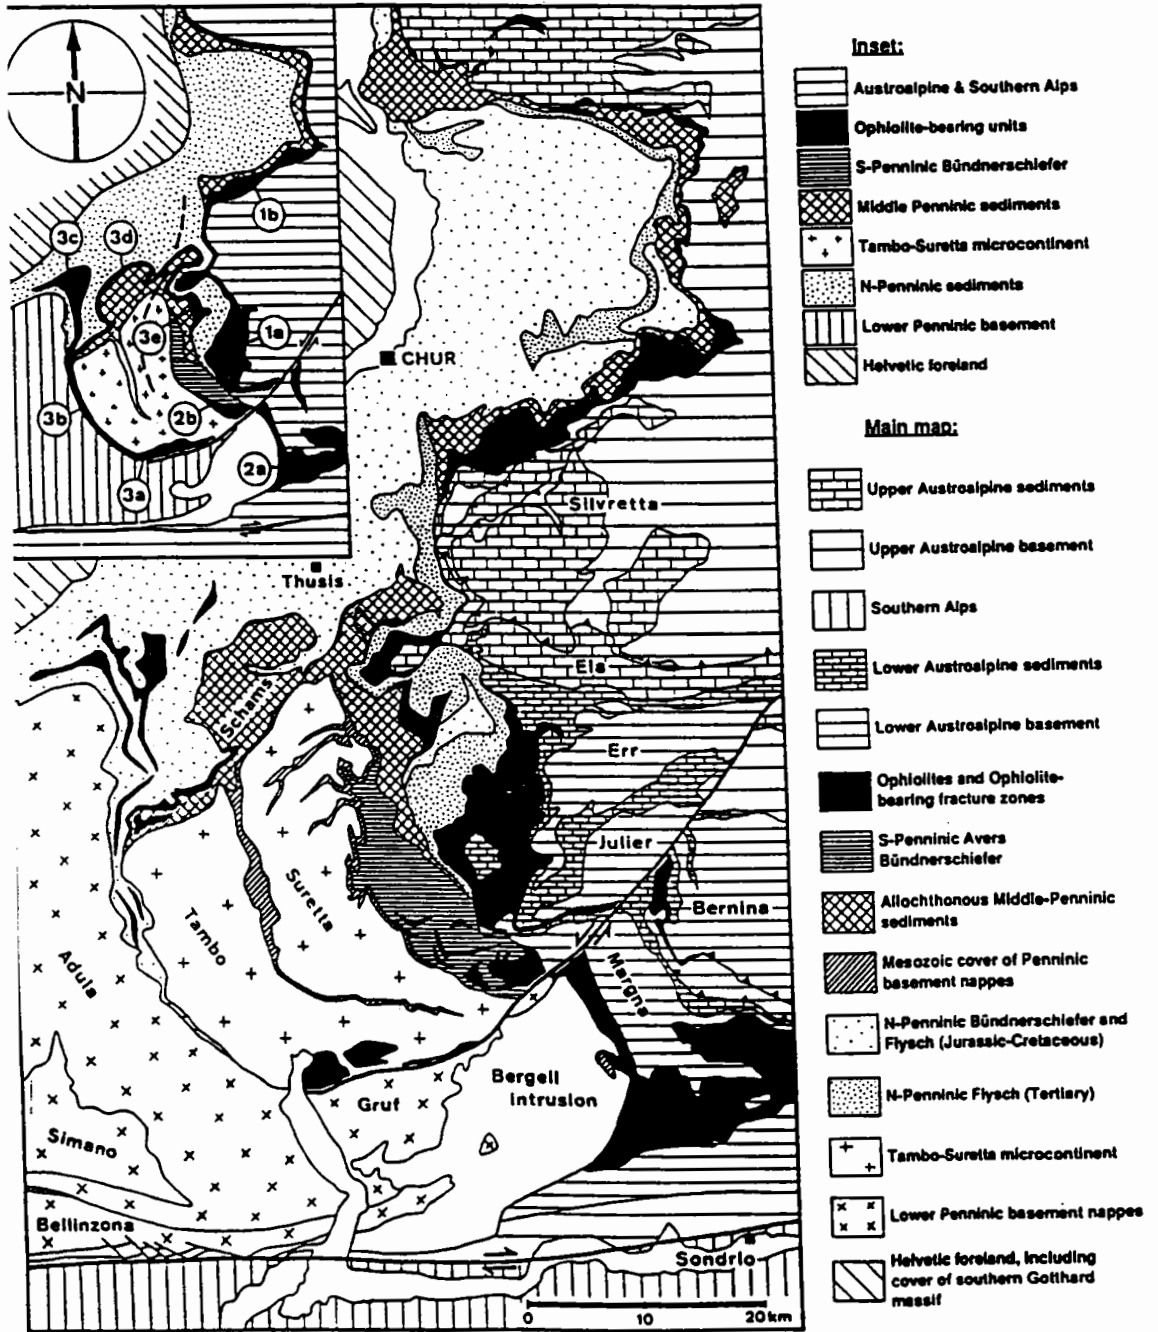 N
3c
3d
1b
3e
1a
3b
2b
2a
3a
CHUR
Silvretta
Thusis
Ela
Schams
Err
Julier
Suretta
Bernina
Tambo
Adula
Margna
Bergell
intrusion
Gruf
Simano
Bellinzona
Sondrio
0 10 20 km
Inset:
Austroalpine & Southern Alps
Ophiolite-bearing units
S-Penninic Bündnerschiefer
Middle Penninic sediments
Tambo-Suretta microcontinent
N-Penninic sediments
Lower Penninic basement
Helvetic foreland
Main map:
Upper Austroalpine sediments
Upper Austroalpine basement
Southern Alps
Lower Austroalpine sediments
Lower Austroalpine basement
Ophiolites and Ophiolite-
bearing fracture zones
S-Penninic Avers
Bündnerschiefer
Allochthonous Middle-Penninic
sediments
Mesozoic cover of Penninic
basement nappes
N-Penninic Bündnerschiefer and
Flysch (Jurassic-Cretaceous)
N-Penninic Flysch (Tertiary)
Tambo-Suretta microcontinent
Lower Penninic basement nappes
Helvetic foreland, including
cover of southern Gotthard
massif